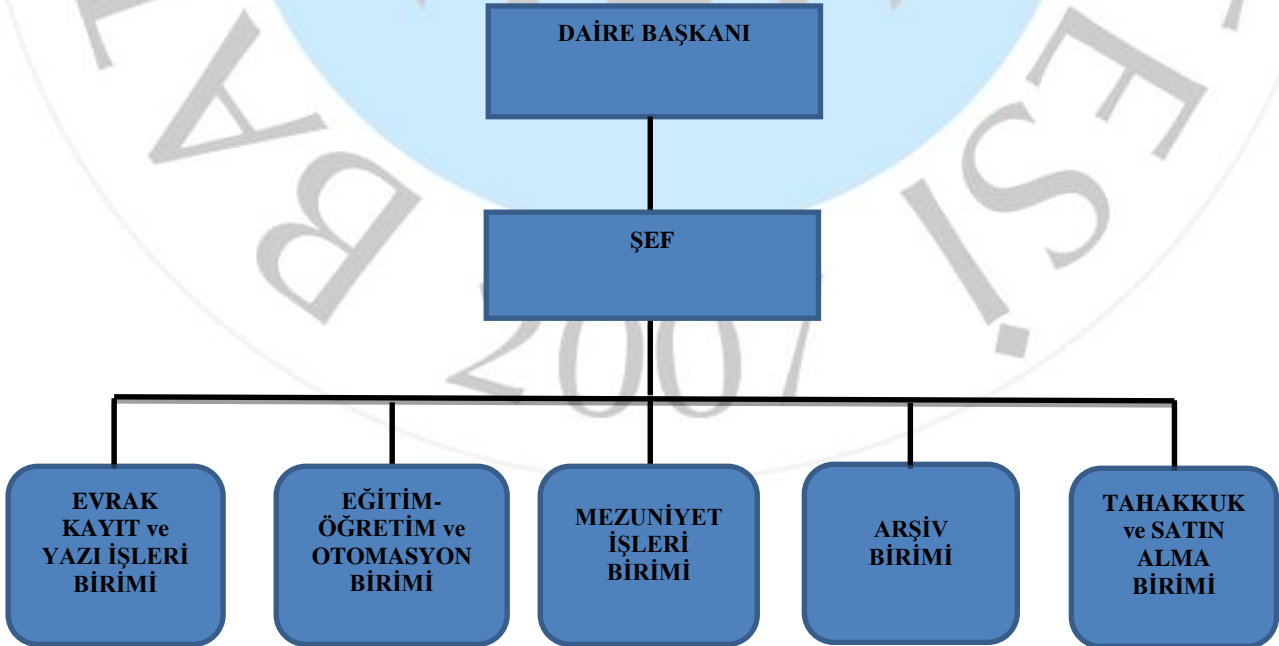 DAİRE BAŞKANI
ŞEF
EVRAK
KAYIT ve
YAZI İŞLERİ
BİRİMİ
EĞİTİM-
ÖĞRETİM ve
OTOMASYON
BİRİMİ
MEZUNİYET
İŞLERİ
BİRİMİ
ARŞİV
BİRİMİ
TAHAKKUK
ve SATIN
ALMA
BİRİMİ
2007